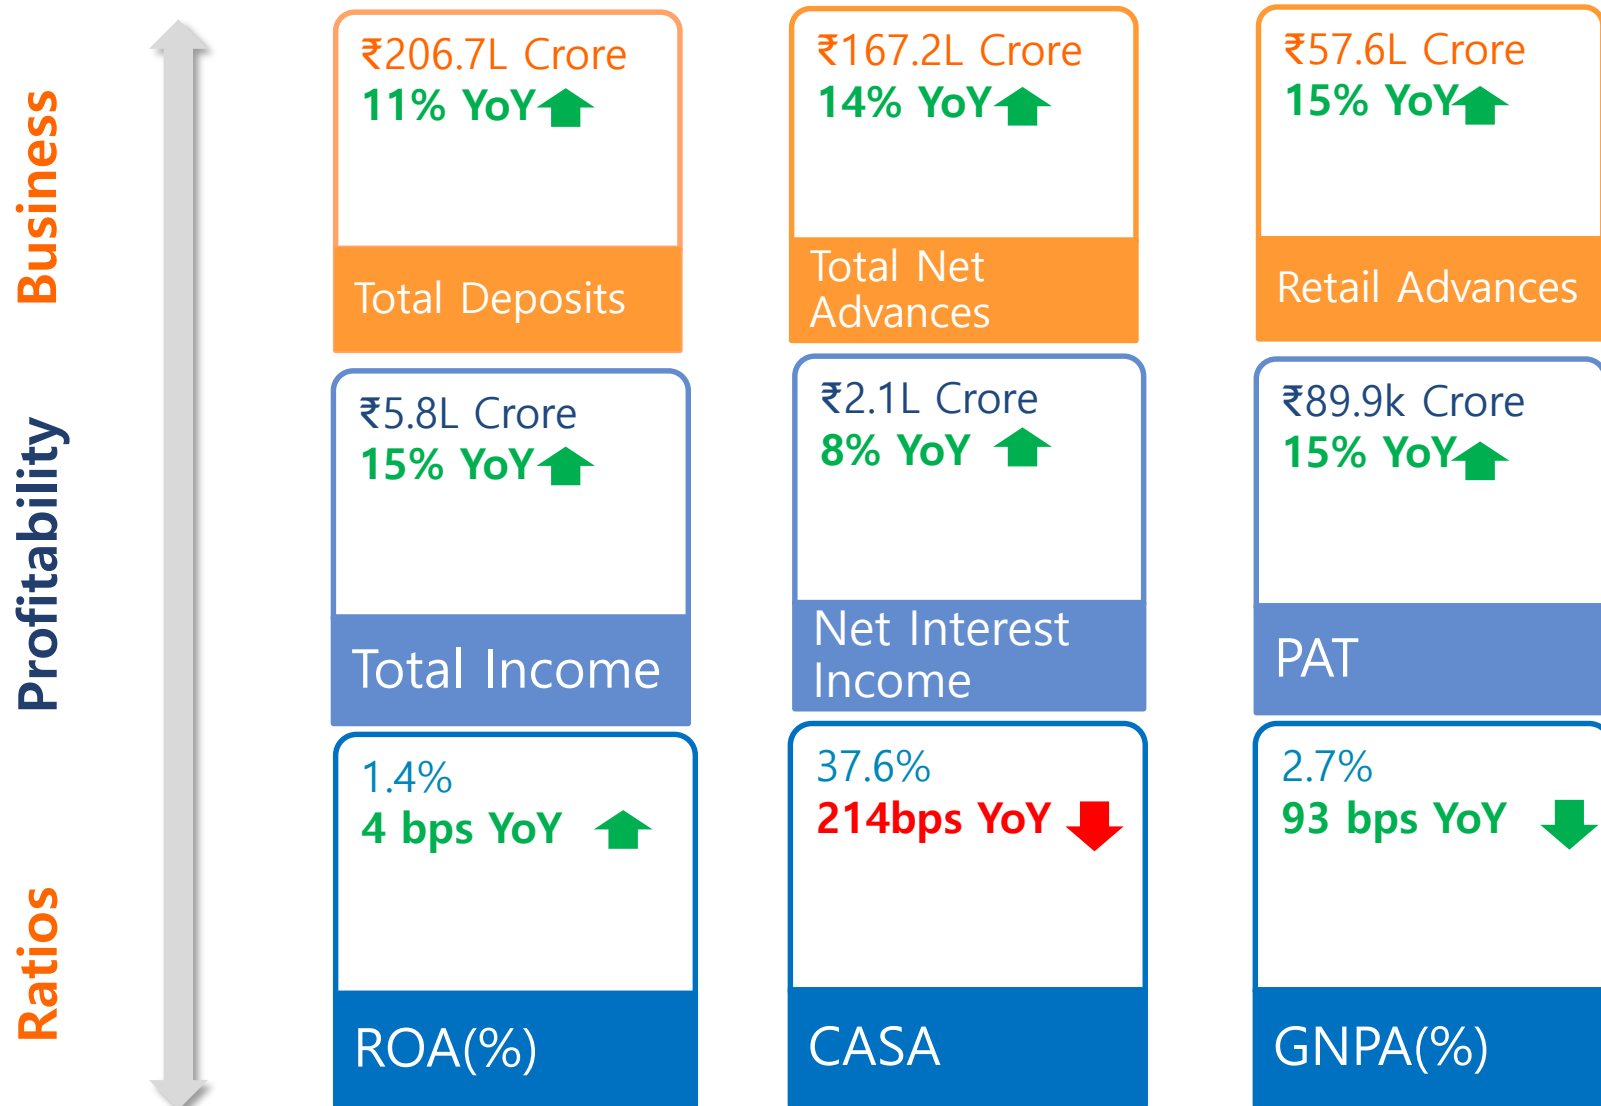 Business
₹206.7L Crore
11% YoY
Total Deposits
₹167.2L Crore
14% YoY
Total Net
Advances
₹57.6L Crore
15% YoY
Retail Advances
Profitability
₹5.8L Crore
15% YoY
Total Income
₹2.1L Crore
8% YoY
Net Interest
Income
₹89.9k Crore
15% YoY
PAT
Ratios
1.4%
4 bps YoY
ROA(%)
37.6%
214bps YoY
CASA
2.7%
93 bps YoY
GNPA(%)